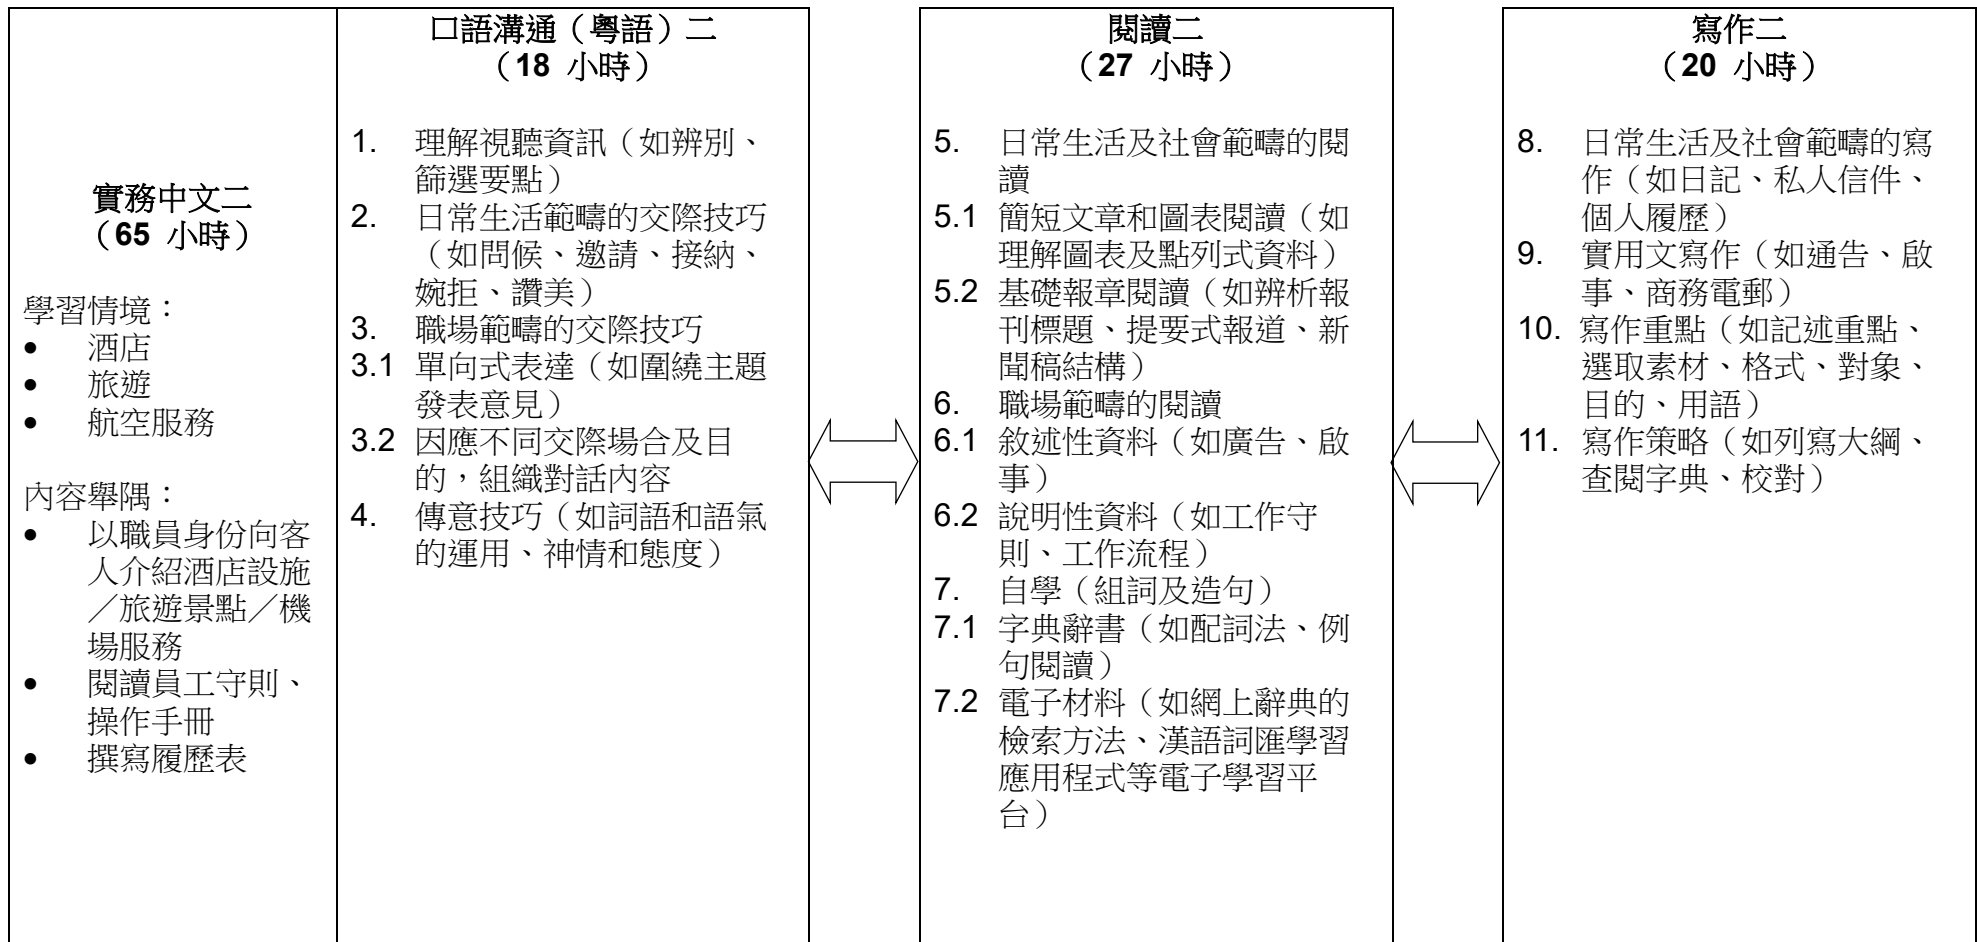 實務中文二
（65 小時）
學習情境：
● 酒店
● 旅遊
● 航空服務
內容舉隅：
● 以職員身份向客
人介紹酒店設施
／旅遊景點／機
場服務
● 閱讀員工守則、
操作手冊
● 撰寫履歷表
口語溝通（粵語）二
（18 小時）
1. 理解視聽資訊（如辨別、
篩選要點）
2. 日常生活範疇的交際技巧
（如問候、邀請、接納、
婉拒、讚美）
3. 職場範疇的交際技巧
3.1 單向式表達（如圍繞主題
發表意見）
3.2 因應不同交際場合及目
的，組織對話內容
4. 傳意技巧（如詞語和語氣
的運用、神情和態度）
閱讀二
（27 小時）
5. 日常生活及社會範疇的閱
讀
5.1 簡短文章和圖表閱讀（如
理解圖表及點列式資料）
5.2 基礎報章閱讀（如辨析報
刊標題、提要式報道、新
聞稿結構）
6. 職場範疇的閱讀
6.1 敘述性資料（如廣告、啟
事）
6.2 說明性資料（如工作守
則、工作流程）
7. 自學（組詞及造句）
7.1 字典辭書（如配詞法、例
句閱讀）
7.2 電子材料（如網上辭典的
檢索方法、漢語詞匯學習
應用程式等電子學習平
台）
寫作二
（20 小時）
8. 日常生活及社會範疇的寫
作（如日記、私人信件、
個人履歷）
9. 實用文寫作（如通告、啟
事、商務電郵）
10. 寫作重點（如記述重點、
選取素材、格式、對象、
目的、用語）
11. 寫作策略（如列寫大綱、
查閱字典、校對）